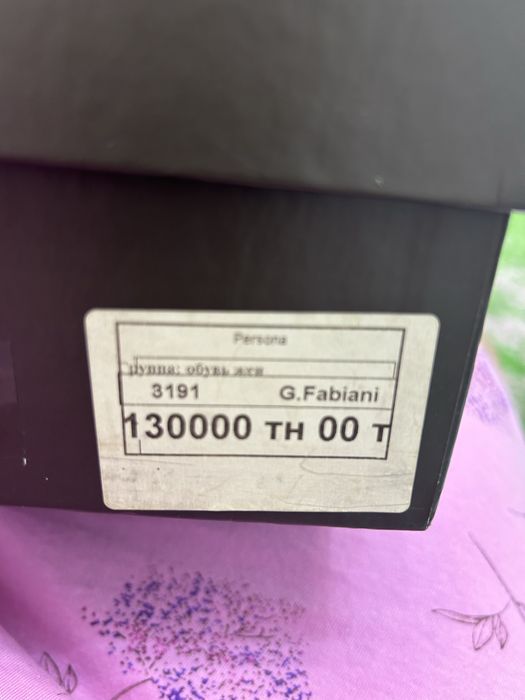 Persona
руппа: обувь жен
3191 G.Fabiani
130000 тн 00 т